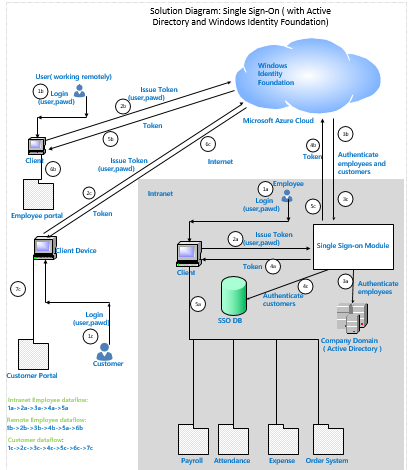 Solution Diagram: Single Sign-On ( with Active
Directory and Windows Identity Foundation)
User( working remotely)
1b
Login
(user,pawd)
2b
Issue Token
(user,pawd)
Windows
Identity
Foundation
5b
Token
Client
6b
6c
Microsoft Azure Cloud
Issue Token
(user,pawd)
Internet
4b
Token
3b
Authenticate
employees and
customers
2c
Token
Intranet
Employee portal
1a
Employee
Login
(user,pawd)
5c
3c
Client Device
2a
Issue Token
(user,pawd)
Single Sign-on Module
Client
Token
4a
7c
5a
4c
Authenticate
customers
3a
Authenticate
employees
SSO DB
Login
(user,pawd)
1c
Company Domain
( Active Directory )
Customer Portal
Customer
Intranet Employee dataflow:
1a->2a->3a->4a->5a
Remote Employee dataflow:
1b->2b->3b->4b->5b->6b
Customer dataflow:
1c->2c->3c->4c->5c->6c->7c
Payroll
Attendance
Expense
Order System